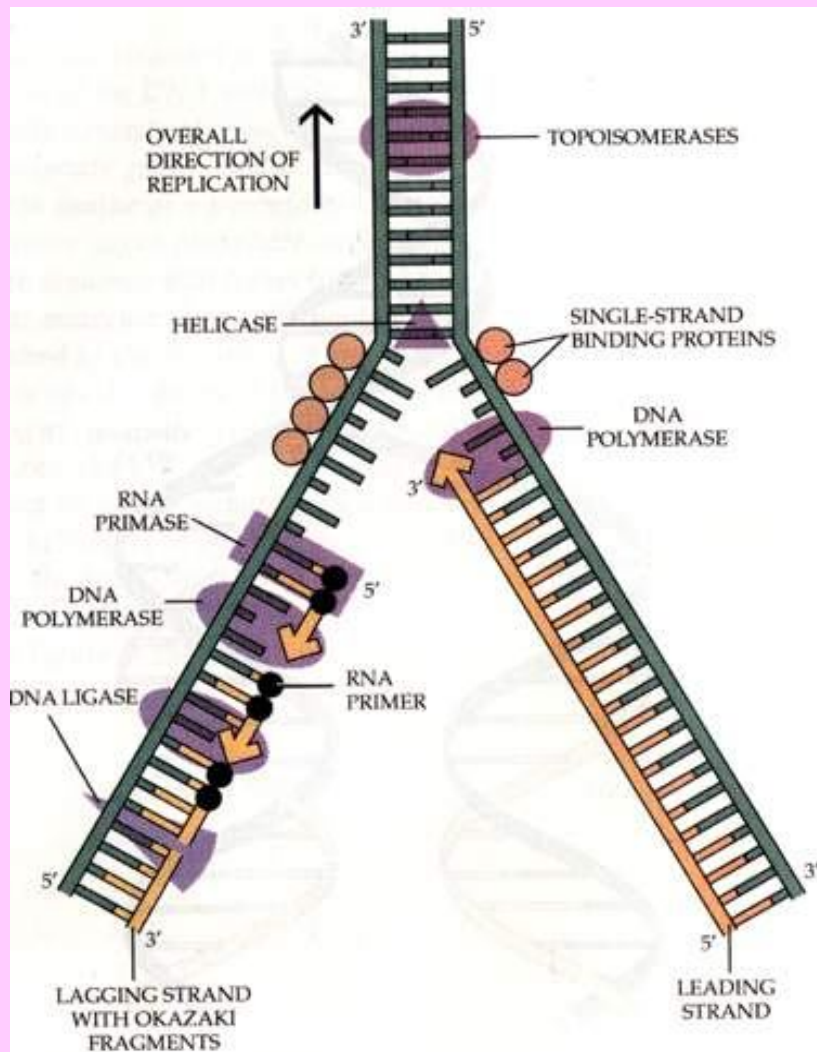 3′ 5′
OVERALL
DIRECTION OF
REPLICATION
TOPOISOMERASES
HELICASE
SINGLE-STRAND
BINDING PROTEINS
DNA
POLYMERASE
3′
RNA
PRIMASE
5′
DNA
POLYMERASE
RNA
PRIMER
DNA LIGASE
5′
3′
3′
5′
LAGGING STRAND
WITH OKAZAKI
FRAGMENTS
LEADING
STRAND